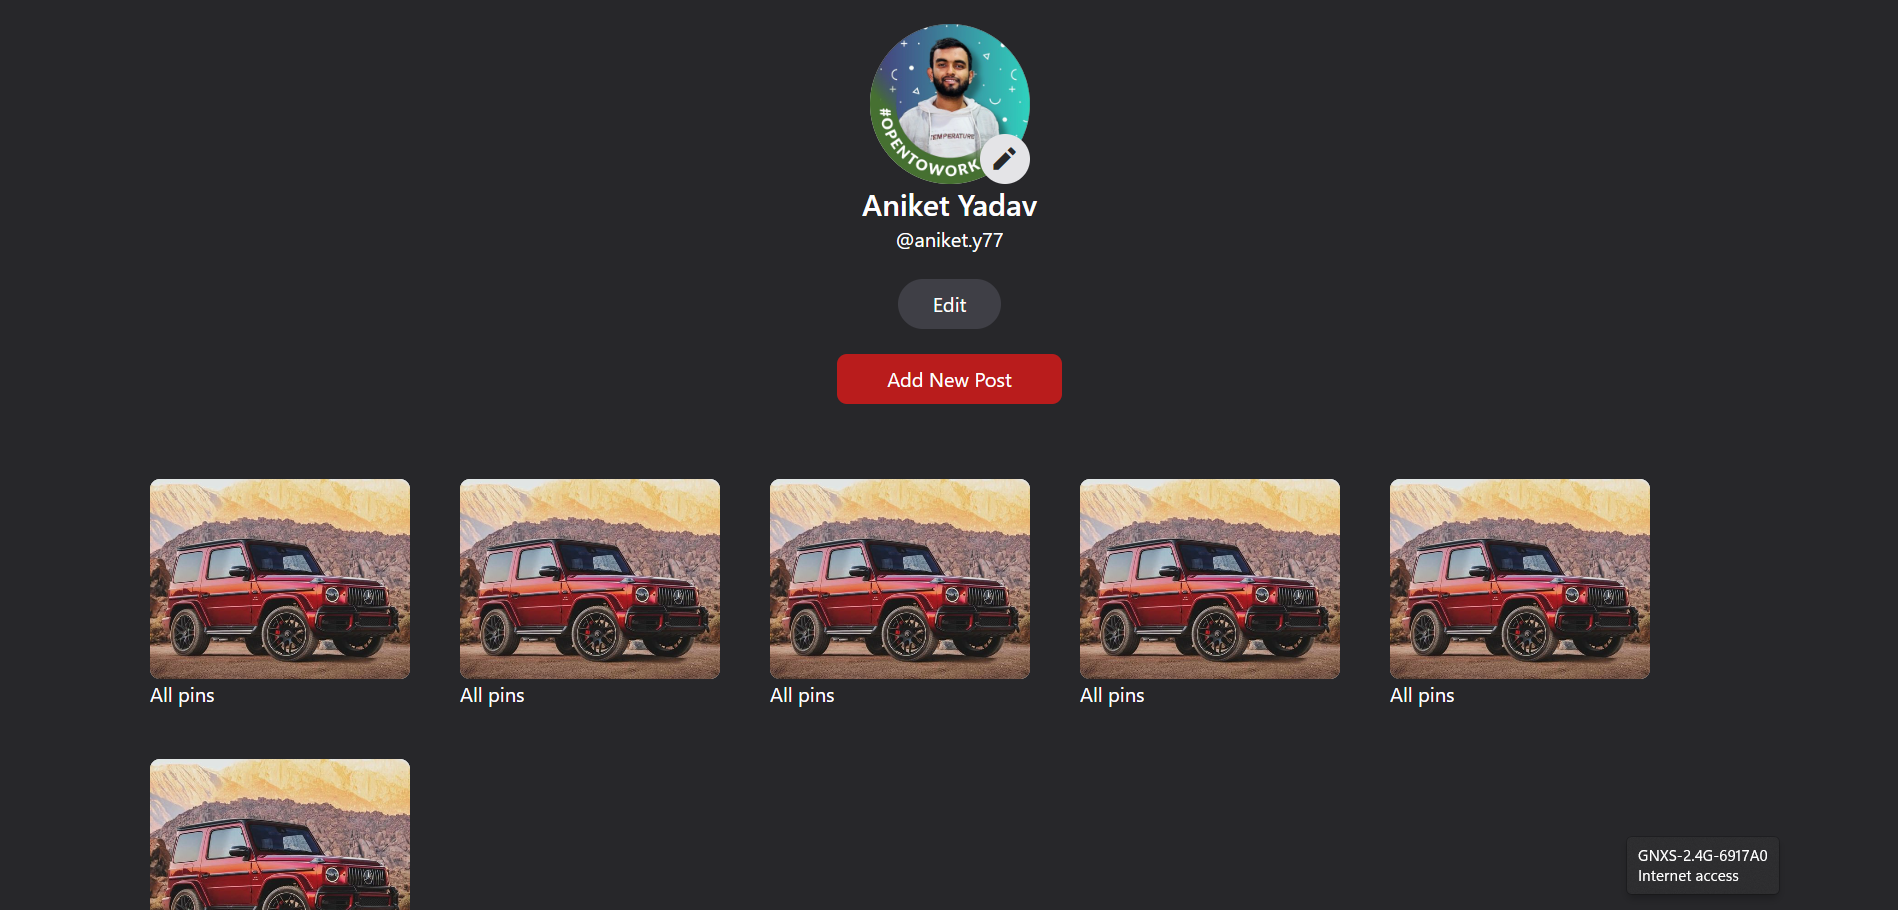 #OPENTOWORK
TEMPERATURE
Aniket Yadav
@aniket.y77
Edit
Add New Post
All pins
All pins
All pins
All pins
All pins
GNXS-2.4G-6917A0
Internet access